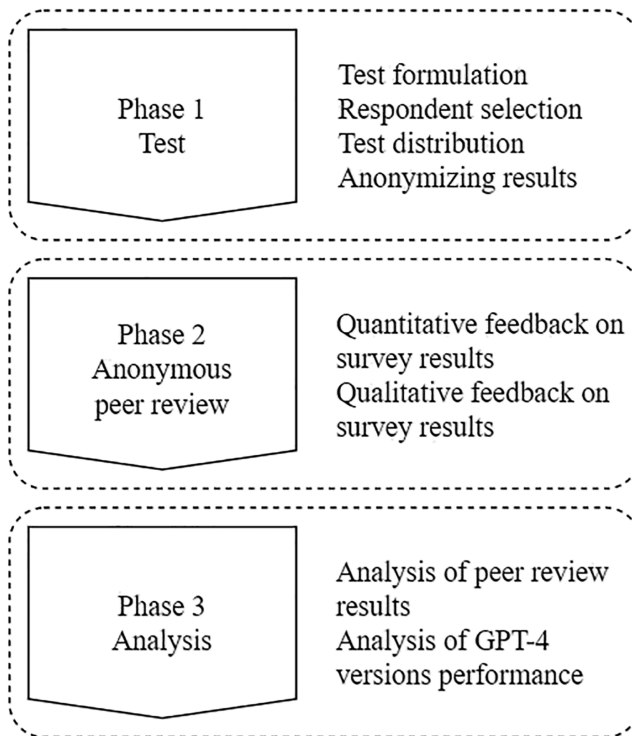 Phase 1
Test
Test formulation
Respondent selection
Test distribution
Anonymizing results
Phase 2
Anonymous
peer review
Quantitative feedback on
survey results
Qualitative feedback on
survey results
Phase 3
Analysis
Analysis of peer review
results
Analysis of GPT-4
versions performance